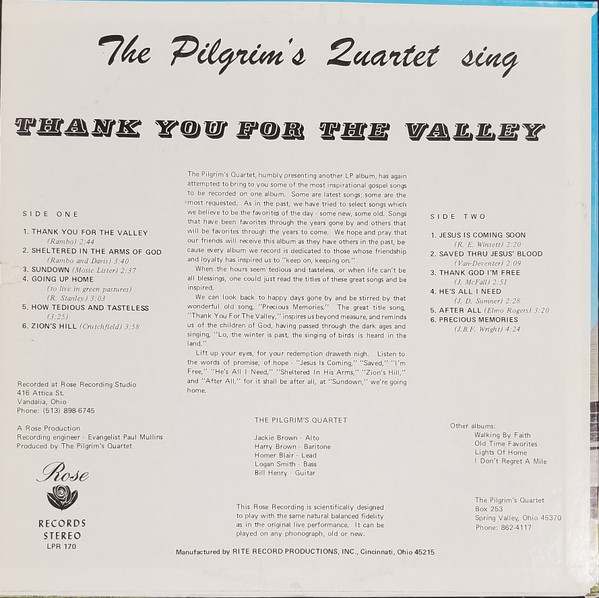 The Pilgrim's Quartet sing
THANK YOU FOR THE VALLEY
SIDE ONE
1. THANK YOU FOR THE VALLEY
(Rambo) 2:44
2. SHELTERED IN THE ARMS OF GOD
(Rambo and Davis) 3:40
3. SUNDOWN (Mosie Lister) 2:37
4. GOING UP HOME
(to live in green pastures)
(R. Stanley) 3:03
5. HOW TEDIOUS AND TASTELESS
(3:25)
6. ZION'S HILL (Crutchfield) 3:58
The Pilgrim's Quartet, humbly presenting another LP album, has again
attempted to bring to you some of the most inspirational gospel songs
to be recorded on one album. Some are latest songs; some are the
most requested. As in the past, we have tried to select songs which
we believe to be the favorites of the day - some new, some old. Songs
that have been favorites through the years gone by and others that
will be favorites through the years to come. We hope and pray that
our friends will receive this album as they have others in the past, be-
cause every album we record is dedicated to those whose friendship
and loyalty has inspired us to "keep on, keeping on."
When the hours seem tedious and tasteless, or when life can't be
all blessings, one could just read the titles of these great songs and be
inspired.
We can look back to happy days gone by and be stirred by that
wonderful old song, "Precious Memories." The great title song,
"Thank You For The Valley," inspires us beyond measure, and reminds
us of the children of God, having passed through the dark ages and
singing, "Lo, the winter is past, the singing of birds is heard in the
land."
Lift up your eyes, for your redemption draweth nigh. Listen to
the words of promise, of hope - "Jesus Is Coming," "Saved," "I'm
Free," "He's All I Need," "Sheltered In His Arms," "Zion's Hill,"
and "After All," for it shall be after all, at "Sundown," we're going
home.
SIDE TWO
1. JESUS IS COMING SOON
(R. E. Winsett) 2:20
2. SAVED THRU JESUS' BLOOD
(Van-Deventer) 2:09
3. THANK GOD I'M FREE
(J. McFall) 2:51
4. HE'S ALL I NEED
(J. D. Sumner) 2:28
5. AFTER ALL (Elmo Rogers) 3:20
6. PRECIOUS MEMORIES
(J.B.F. Wright) 4:24
Recorded at Rose Recording Studio
416 Attica St.
Vandalia, Ohio
Phone: (513) 898-6745
A Rose Production
Recording engineer - Evangelist Paul Mullins
Produced by The Pilgrim's Quartet
Rose
RECORDS
STEREO
LPR 170
THE PILGRIM'S QUARTET
Jackie Brown - Alto
Harry Brown - Baritone
Homer Blair - Lead
Logan Smith - Bass
Bill Henry - Guitar
Other albums:
Walking By Faith
Old Time Favorites
Lights Of Home
I Don't Regret A Mile
This Rose Recording is scientifically designed
to play with the same natural balanced fidelity
as in the original live performance. It can be
played on any phonograph, old or new.
The Pilgrim's Quartet
Box 253
Spring Valley, Ohio 45370
Phone: 862-4117
Manufactured by RITE RECORD PRODUCTIONS, INC., Cincinnati, Ohio 45215